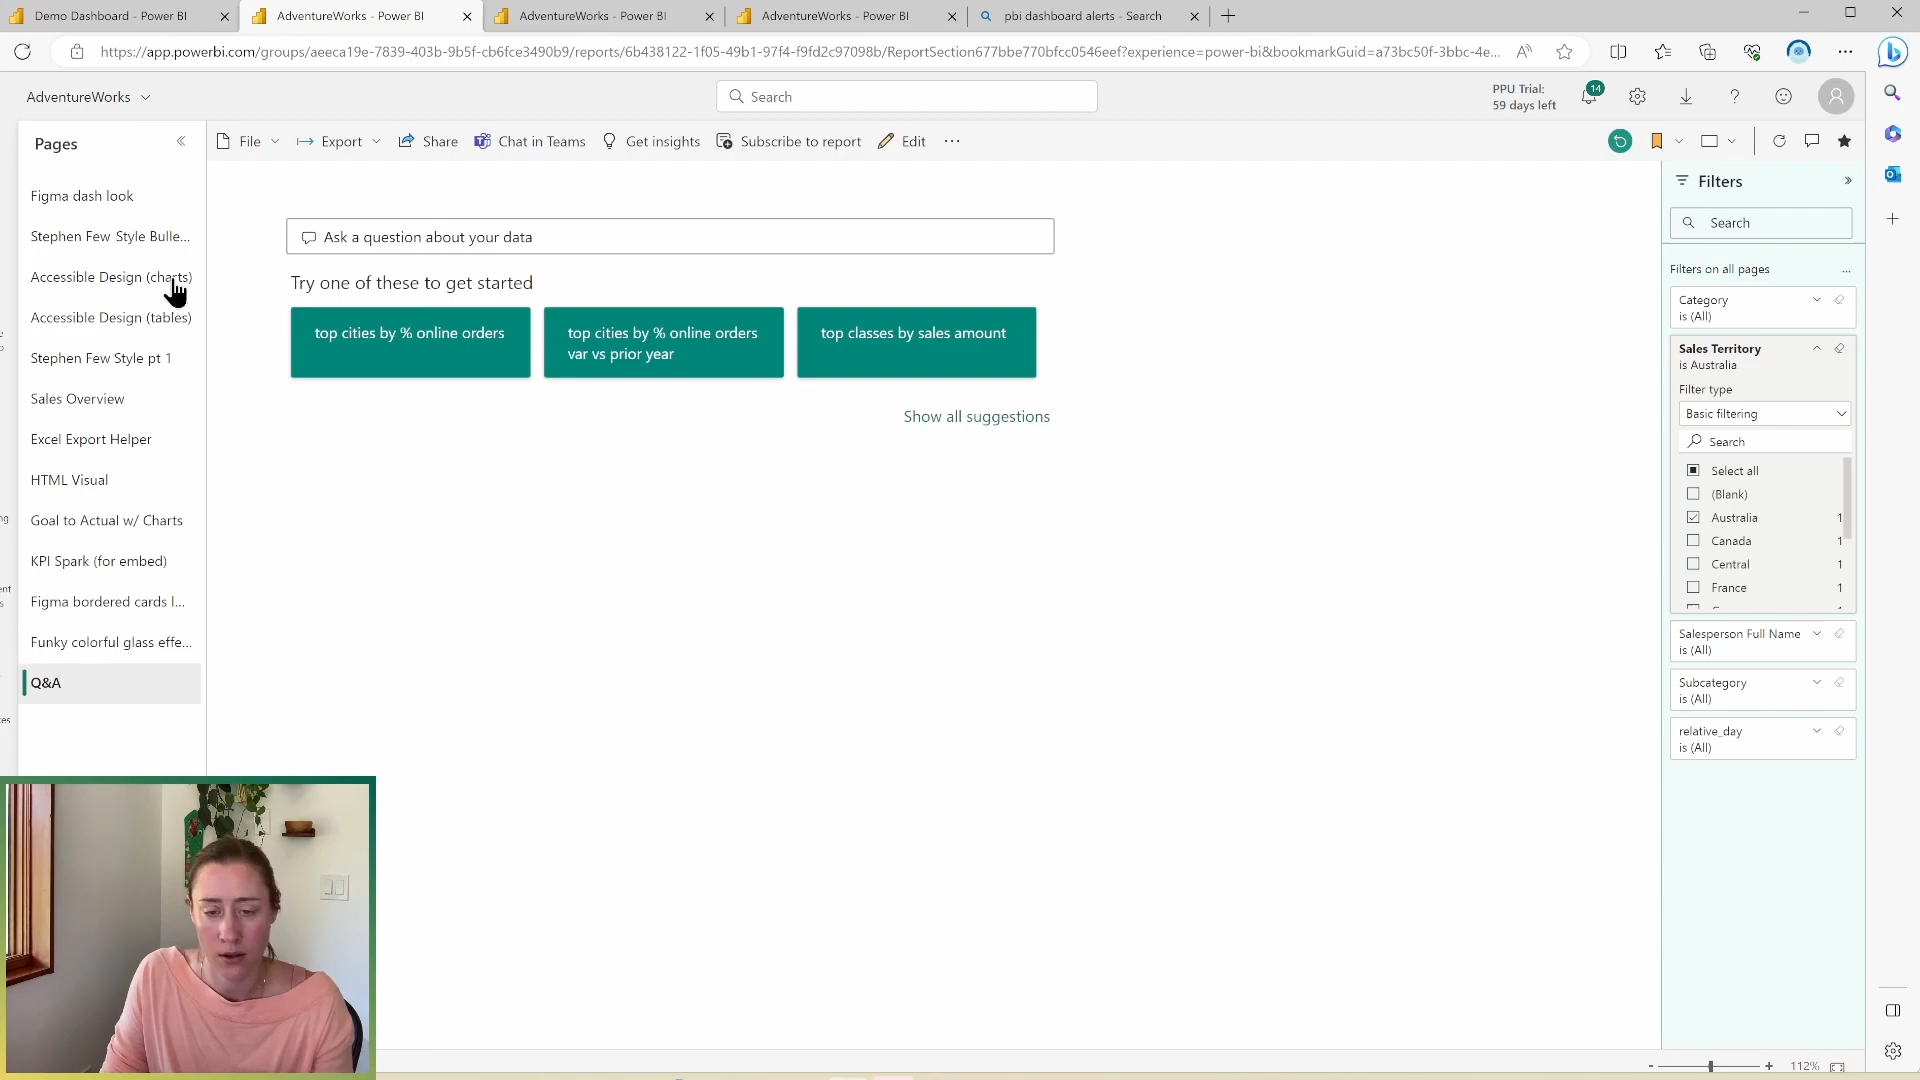 Demo Dashboard - Power BI
AdventureWorks - Power BI
AdventureWorks - Power BI
AdventureWorks - Power BI
pbi dashboard alerts - Search
https://app.powerbi.com/groups/aeeca19e-7839-403b-9b5f-cb6fce3490b9/reports/6b438122-1f05-49b1-97f4-f9fd2c97098b/ReportSection677bbe770bfcc0546eef?experience=power-bi&bookmarkGuid=a73bc50f-3bbc-4e...
AdventureWorks
Search
PPU Trial:
59 days left
14
Pages
File
Export
Share
Chat in Teams
Get insights
Subscribe to report
Edit
Figma dash look
Stephen Few Style Bulle...
Accessible Design (charts)
Accessible Design (tables)
Stephen Few Style pt 1
Sales Overview
Excel Export Helper
HTML Visual
Goal to Actual w/ Charts
KPI Spark (for embed)
Figma bordered cards l...
Funky colorful glass effe...
Q&A
Ask a question about your data
Try one of these to get started
top cities by % online orders
top cities by % online orders
var vs prior year
top classes by sales amount
Show all suggestions
Filters
Search
Filters on all pages
...
Category
is (All)
Sales Territory
is Australia
Filter type
Basic filtering
Search
Select all
(Blank)
Australia 1
Canada 1
Central 1
France 1
Salesperson Full Name
is (All)
Subcategory
is (All)
relative_day
is (All)
- + 112%